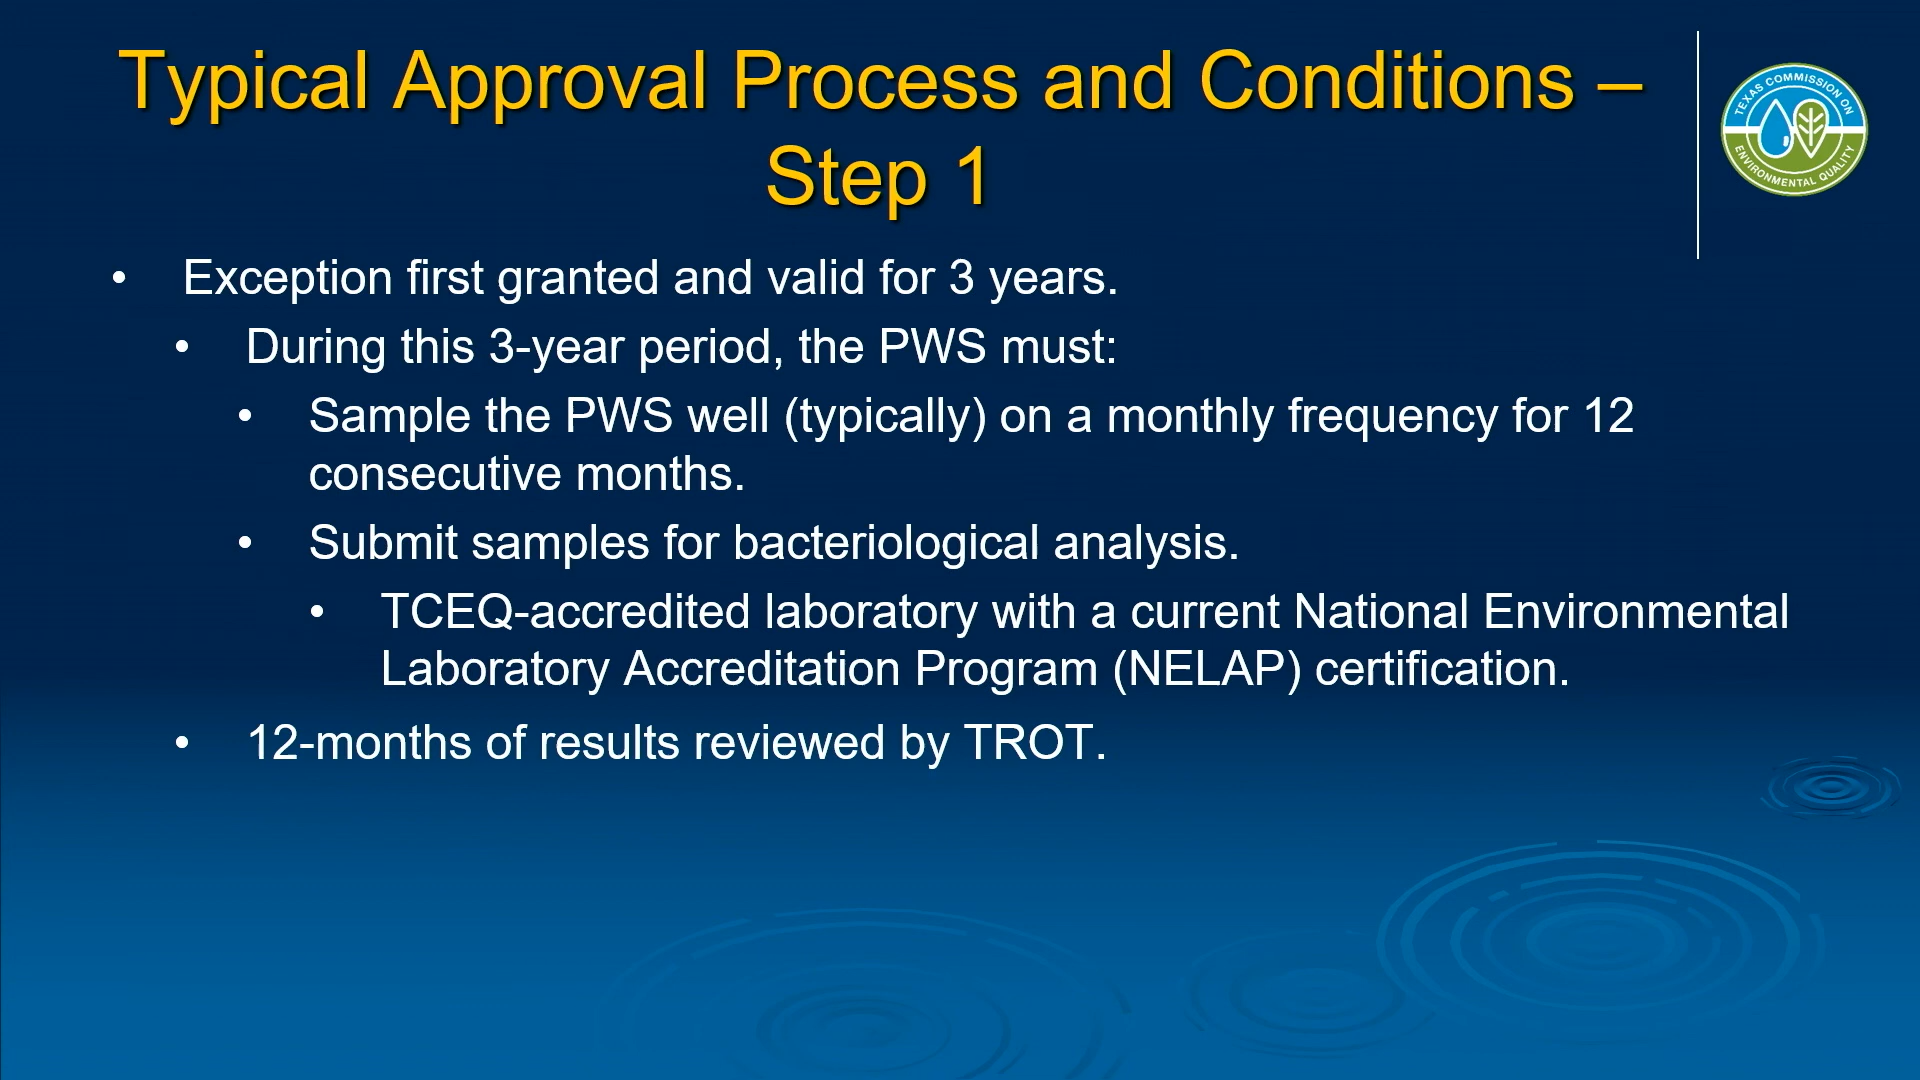 Typical Approval Process and Conditions –
Step 1
TEXAS COMMISSION ON
ENVIRONMENTAL QUALITY
• Exception first granted and valid for 3 years.
• During this 3-year period, the PWS must:
• Sample the PWS well (typically) on a monthly frequency for 12
consecutive months.
• Submit samples for bacteriological analysis.
• TCEQ-accredited laboratory with a current National Environmental
Laboratory Accreditation Program (NELAP) certification.
• 12-months of results reviewed by TROT.